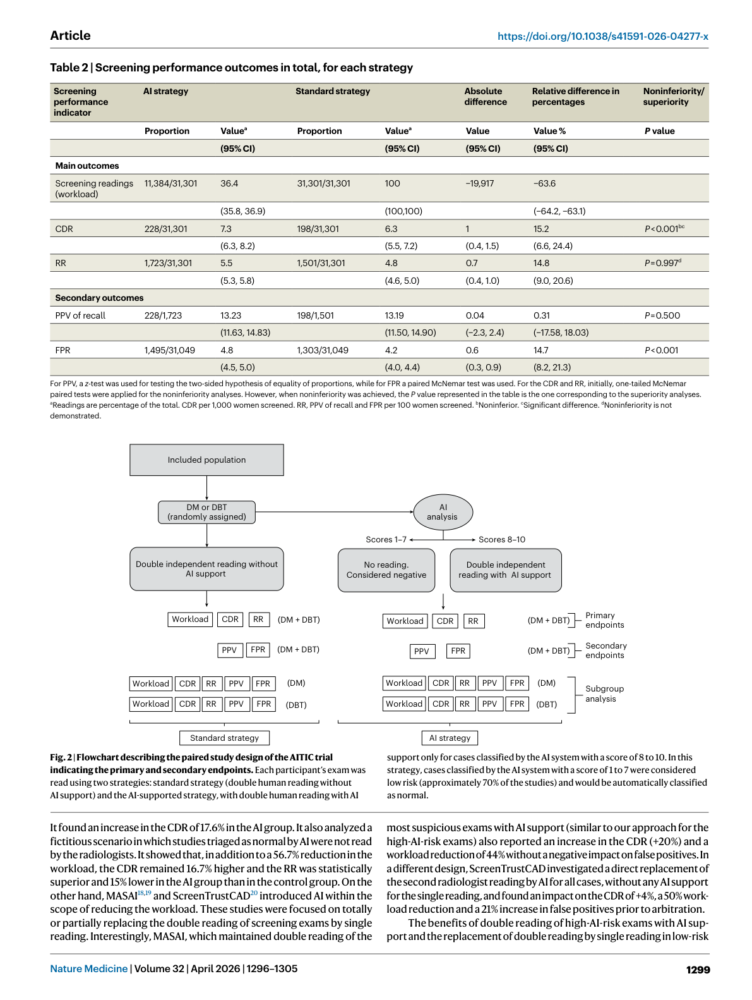 Article
https://doi.org/10.1038/s41591-026-04277-x
Table 2 | Screening performance outcomes in total, for each strategy
Screening performance indicator AI strategy Standard strategy Absolute difference Relative difference in percentages Noninferiority/superiority
Proportion Valueᵃ Proportion Valueᵃ Value Value % P value
(95% CI) (95% CI) (95% CI) (95% CI)
Main outcomes
Screening readings (workload) 11,384/31,301 36.4 31,301/31,301 100 −19,917 −63.6
(35.8, 36.9) (100,100) (−64.2, −63.1)
CDR 228/31,301 7.3 198/31,301 6.3 1 15.2 P < 0.001ᵇᶜ
(6.3, 8.2) (5.5, 7.2) (0.4, 1.5) (6.6, 24.4)
RR 1,723/31,301 5.5 1,501/31,301 4.8 0.7 14.8 P = 0.997ᵈ
(5.3, 5.8) (4.6, 5.0) (0.4, 1.0) (9.0, 20.6)
Secondary outcomes
PPV of recall 228/1,723 13.23 198/1,501 13.19 0.04 0.31 P = 0.500
(11.63, 14.83) (11.50, 14.90) (−2.3, 2.4) (−17.58, 18.03)
FPR 1,495/31,049 4.8 1,303/31,049 4.2 0.6 14.7 P < 0.001
(4.5, 5.0) (4.0, 4.4) (0.3, 0.9) (8.2, 21.3)
For PPV, a z-test was used for testing the two-sided hypothesis of equality of proportions, while for FPR a paired McNemar test was used. For the CDR and RR, initially, one-tailed McNemar
paired tests were applied for the noninferiority analyses. However, when noninferiority was achieved, the P value represented in the table is the one corresponding to the superiority analyses.
ᵃReadings are percentage of the total. CDR per 1,000 women screened. RR, PPV of recall and FPR per 100 women screened. ᵇNoninferior. ᶜSignificant difference. ᵈNoninferiority is not
demonstrated.
Included population
DM or DBT
(randomly assigned)
AI
analysis
Scores 1–7
Scores 8–10
Double independent reading without
AI support
No reading.
Considered negative
Double independent
reading with AI support
Workload CDR RR (DM + DBT)
Workload CDR RR (DM + DBT)
Primary
endpoints
PPV FPR (DM + DBT)
PPV FPR (DM + DBT)
Secondary
endpoints
Workload CDR RR PPV FPR (DM)
Workload CDR RR PPV FPR (DM)
Workload CDR RR PPV FPR (DBT)
Workload CDR RR PPV FPR (DBT)
Subgroup
analysis
Standard strategy
AI strategy
Fig. 2 | Flowchart describing the paired study design of the AITIC trial
indicating the primary and secondary endpoints. Each participant's exam was
read using two strategies: standard strategy (double human reading without
AI support) and the AI-supported strategy, with double human reading with AI
support only for cases classified by the AI system with a score of 8 to 10. In this
strategy, cases classified by the AI system with a score of 1 to 7 were considered
low risk (approximately 70% of the studies) and would be automatically classified
as normal.
It found an increase in the CDR of 17.6% in the AI group. It also analyzed a
fictitious scenario in which studies triaged as normal by AI were not read
by the radiologists. It showed that, in addition to a 56.7% reduction in the
workload, the CDR remained 16.7% higher and the RR was statistically
superior and 15% lower in the AI group than in the control group. On the
other hand, MASAI18,19 and ScreenTrustCAD20 introduced AI within the
scope of reducing the workload. These studies were focused on totally
or partially replacing the double reading of screening exams by single
reading. Interestingly, MASAI, which maintained double reading of the
most suspicious exams with AI support (similar to our approach for the
high-AI-risk exams) also reported an increase in the CDR (+20%) and a
workload reduction of 44% without a negative impact on false positives. In
a different design, ScreenTrustCAD investigated a direct replacement of
the second radiologist reading by AI for all cases, without any AI support
for the single reading, and found an impact on the CDR of +4%, a 50% work-
load reduction and a 21% increase in false positives prior to arbitration.
The benefits of double reading of high-AI-risk exams with AI sup-
port and the replacement of double reading by single reading in low-risk
Nature Medicine | Volume 32 | April 2026 | 1296–1305
1299